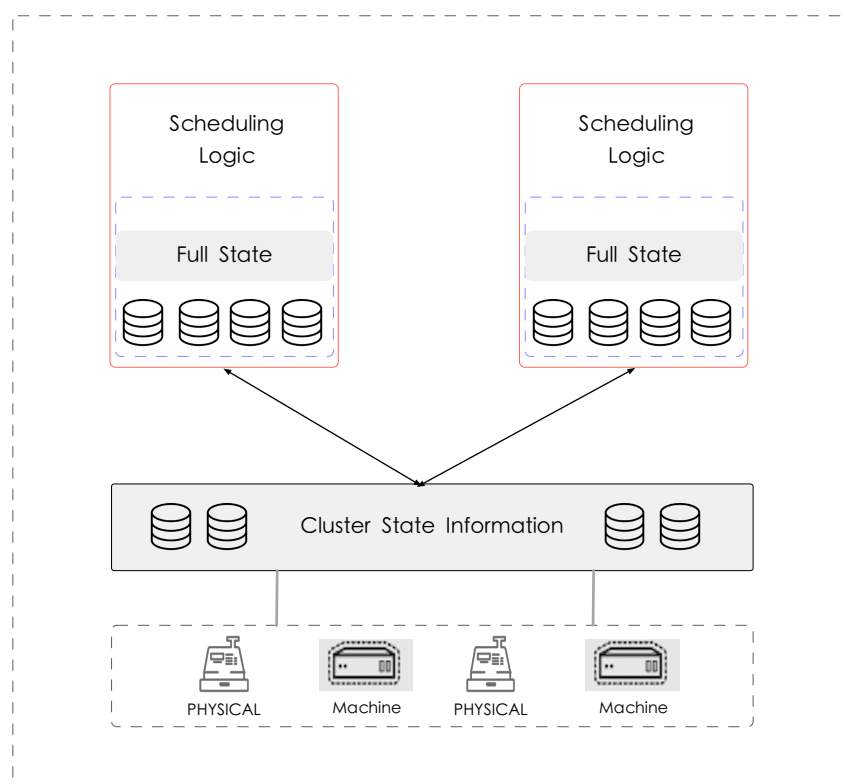 Scheduling
Logic
Scheduling
Logic
Full State
Full State
Cluster State Information
PHYSICAL
Machine
PHYSICAL
Machine